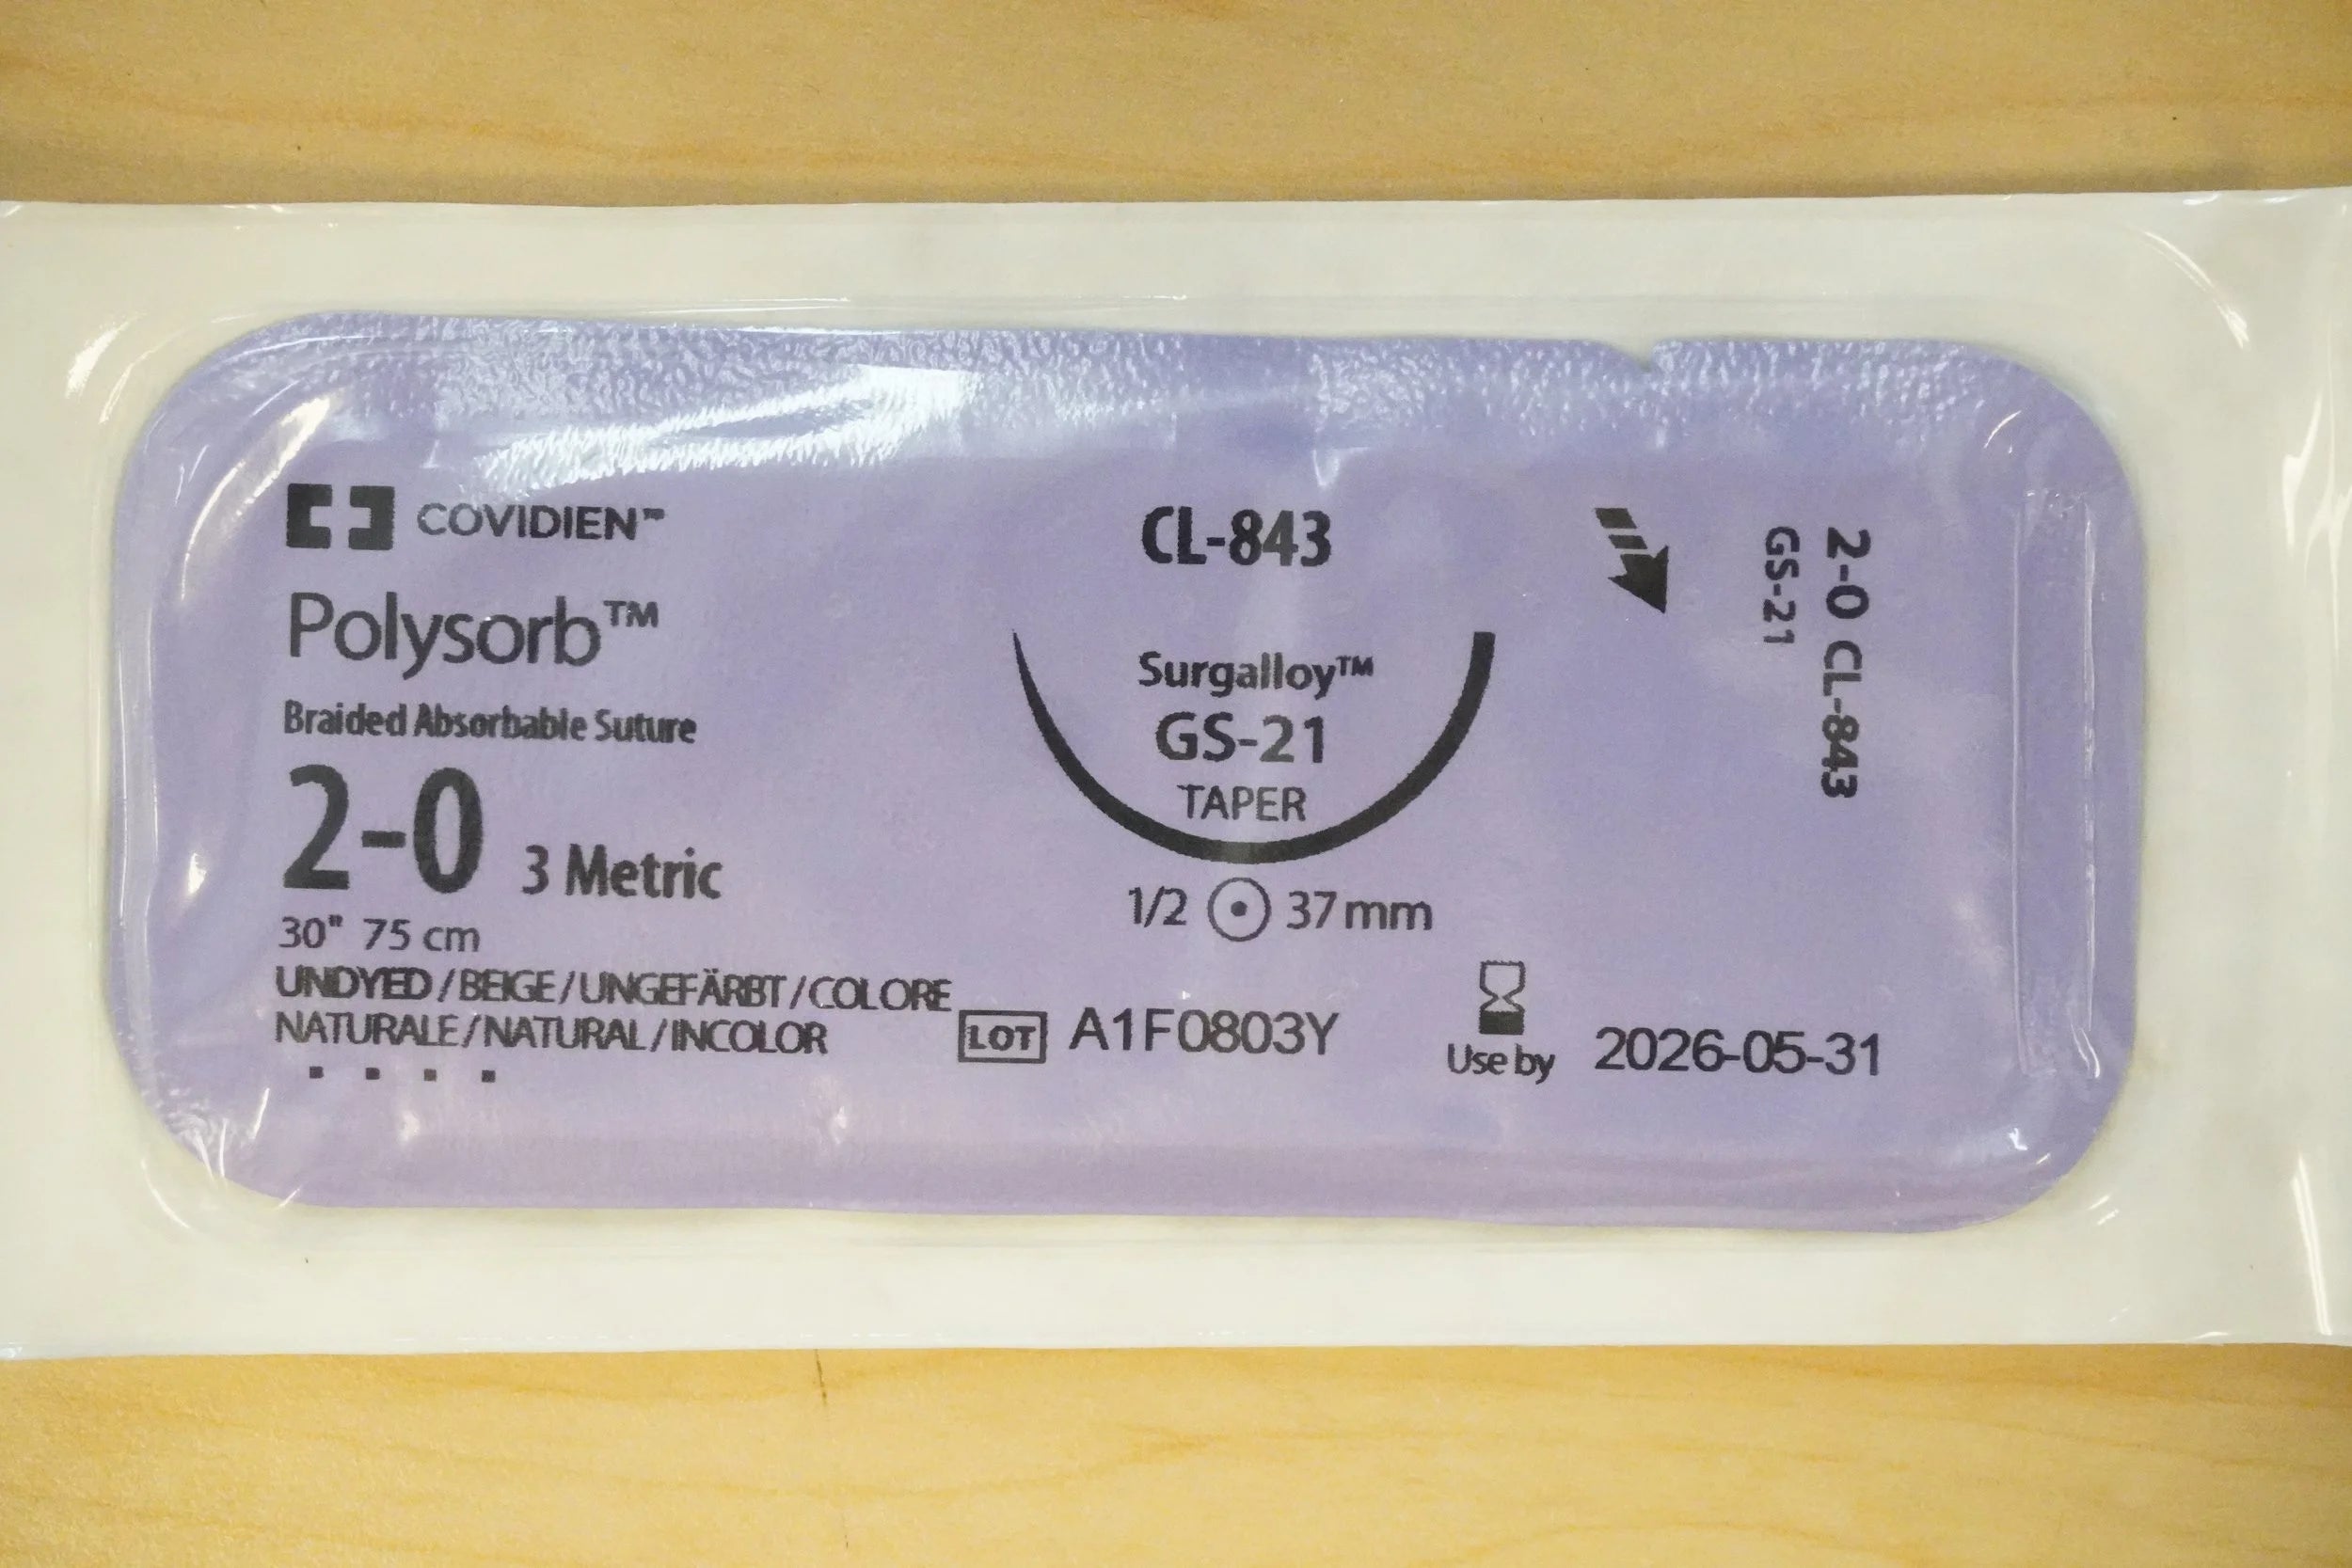 COVIDIEN™
Polysorb™
Braided Absorbable Suture
2-0 3 Metric
30" 75 cm
UNDYED/BEIGE/UNGEFÄRBT/COLORE
NATURALE/NATURAL/INCOLOR
CL-843
Surgalloy™
GS-21
TAPER
1/2 37 mm
LOT A1F0803Y
Use by 2026-05-31
2-0 CL-843
GS-21